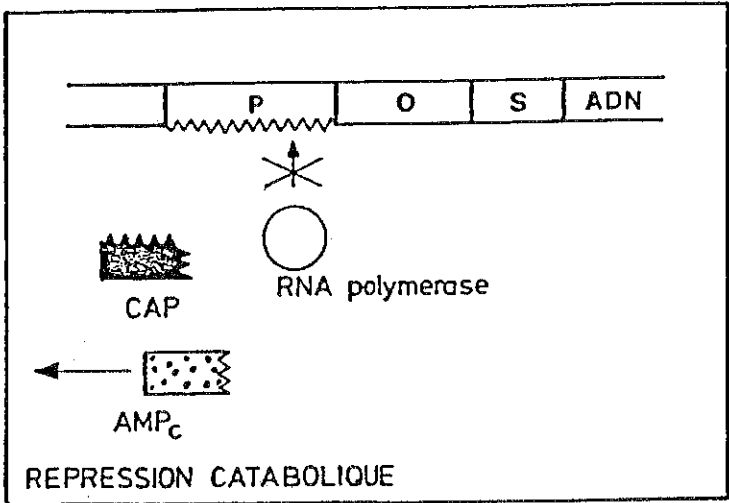 P O S ADN
RNA polymerase
CAP
AMPc
REPRESSION CATABOLIQUE